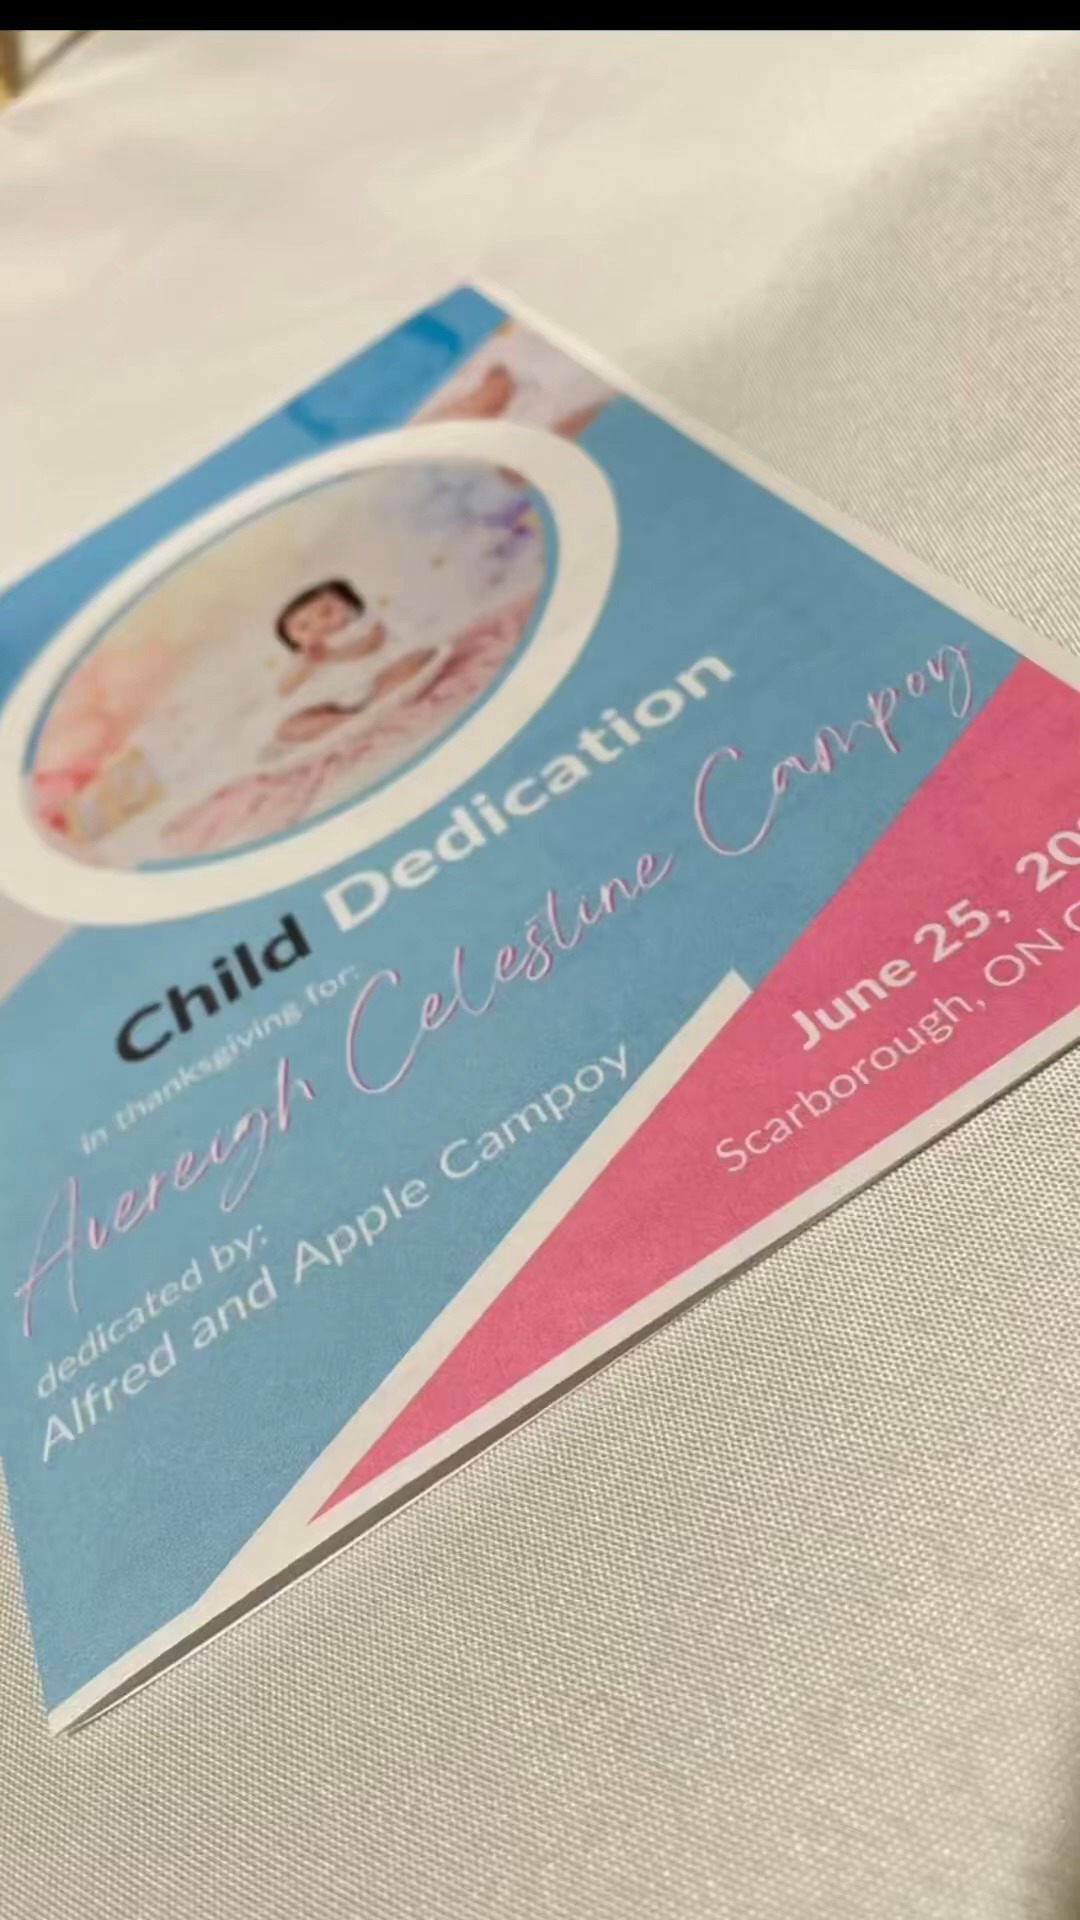 Child Dedication
in thanksgiving for:
Avereigh Celestine Campoy
dedicated by:
Alfred and Apple Campoy
June 25,
Scarborough, ON